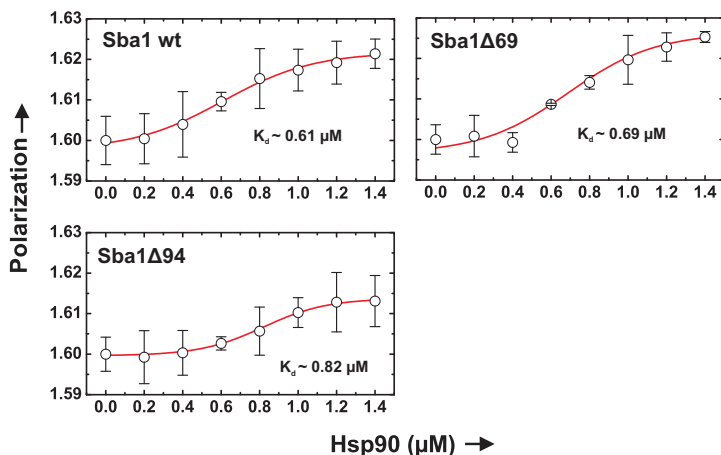 Sba1 wt
1.63
1.62
1.61
1.60
1.59
K_d ~ 0.61 µM
0.0 0.2 0.4 0.6 0.8 1.0 1.2 1.4
Sba1Δ69
K_d ~ 0.69 µM
0.0 0.2 0.4 0.6 0.8 1.0 1.2 1.4
Polarization →
Sba1Δ94
1.63
1.62
1.61
1.60
1.59
K_d ~ 0.82 µM
0.0 0.2 0.4 0.6 0.8 1.0 1.2 1.4
Hsp90 (µM) →